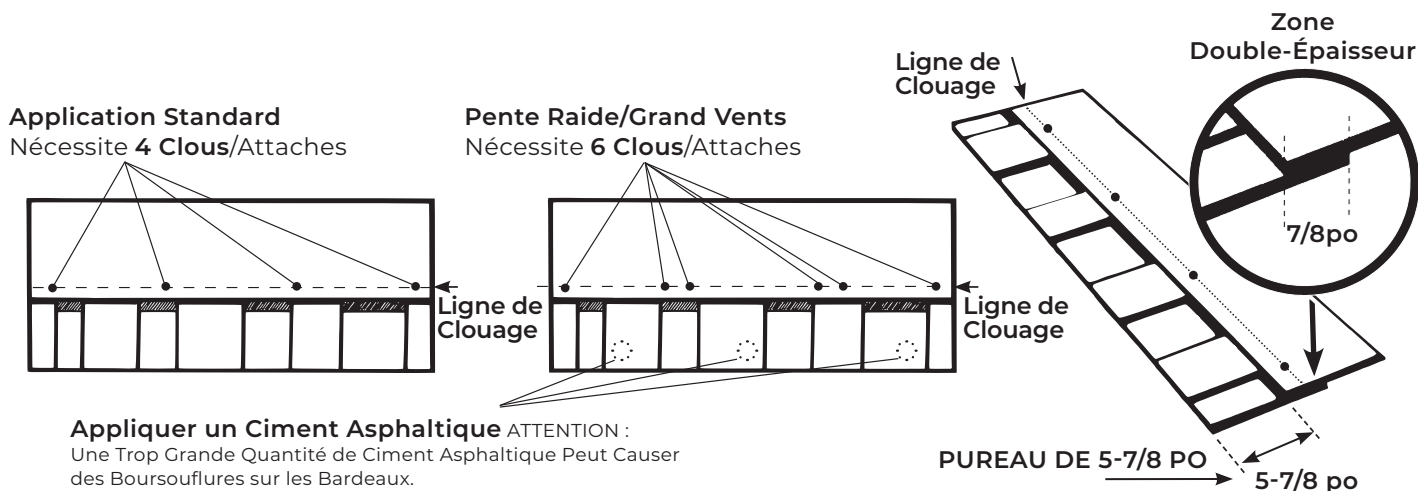 Application Standard
Nécessite 4 Clous/Attaches
Ligne de
Clouage
Pente Raide/Grand Vents
Nécessite 6 Clous/Attaches
Ligne de
Clouage
Appliquer un Ciment Asphaltique ATTENTION :
Une Trop Grande Quantité de Ciment Asphaltique Peut Causer
des Boursouflures sur les Bardeaux.
Ligne de
Clouage
Zone
Double-Épaisseur
7/8po
PUREAU DE 5-7/8 PO
5-7/8 po